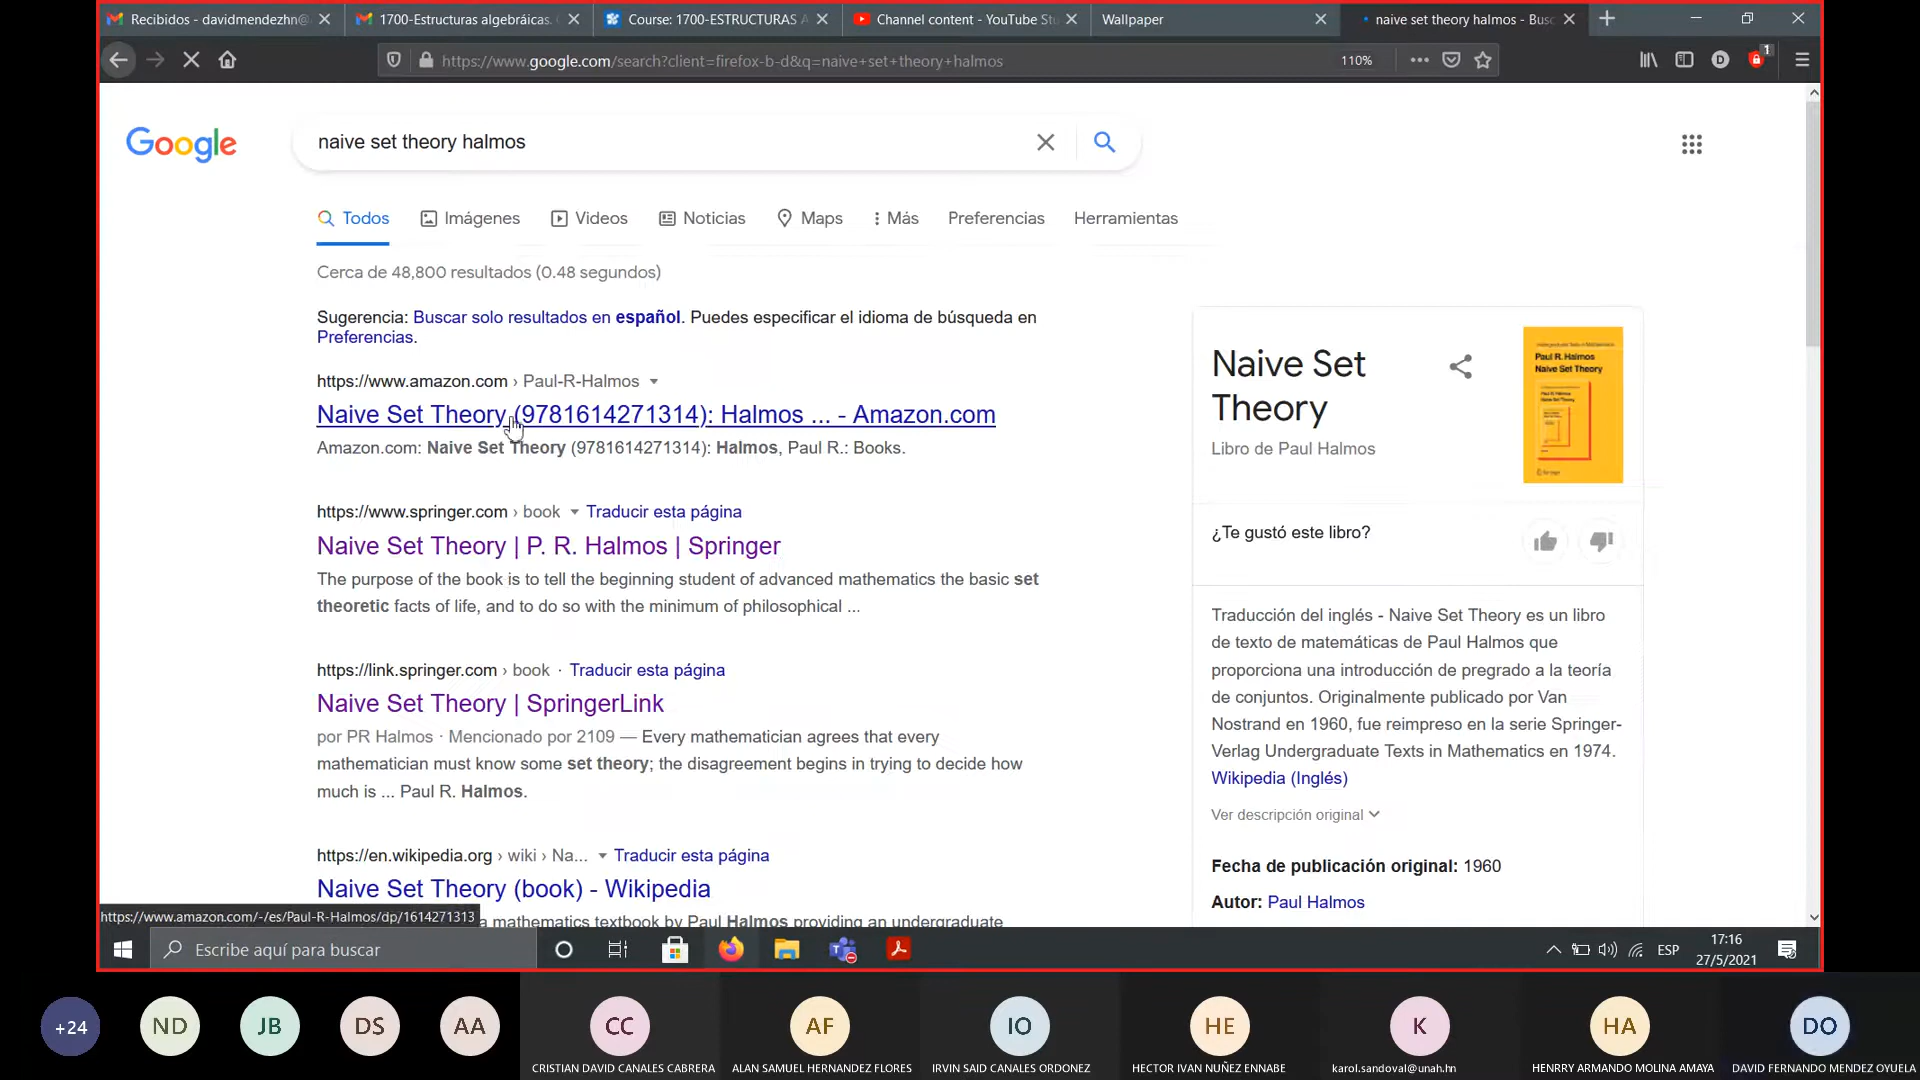 Recibidos - davidmendezhn@
1700-Estructuras algebráicas.
Course: 1700-ESTRUCTURAS A
Channel content - YouTube Stu
Wallpaper
naive set theory halmos - Busc
https://www.google.com/search?client=firefox-b-d&q=naive+set+theory+halmos
110%
1
Google
naive set theory halmos
Todos
Imágenes
Videos
Noticias
Maps
Más
Preferencias
Herramientas
Cerca de 48,800 resultados (0.48 segundos)
Sugerencia: Buscar solo resultados en español. Puedes especificar el idioma de búsqueda en
Preferencias.
https://www.amazon.com › Paul-R-Halmos
Naive Set Theory (9781614271314): Halmos ... - Amazon.com
Amazon.com: Naive Set Theory (9781614271314): Halmos, Paul R.: Books.
https://www.springer.com › book Traducir esta página
Naive Set Theory | P. R. Halmos | Springer
The purpose of the book is to tell the beginning student of advanced mathematics the basic set
theoretic facts of life, and to do so with the minimum of philosophical ...
https://link.springer.com › book · Traducir esta página
Naive Set Theory | SpringerLink
por PR Halmos · Mencionado por 2109 — Every mathematician agrees that every
mathematician must know some set theory; the disagreement begins in trying to decide how
much is ... Paul R. Halmos.
https://en.wikipedia.org › wiki › Na... Traducir esta página
Naive Set Theory (book) - Wikipedia
a mathematics textbook by Paul Halmos providing an undergraduate
https://www.amazon.com/-/es/Paul-R-Halmos/dp/1614271313
Naive Set
Theory
Libro de Paul Halmos
Paul R. Halmos
Naive Set Theory
¿Te gustó este libro?
Traducción del inglés - Naive Set Theory es un libro
de texto de matemáticas de Paul Halmos que
proporciona una introducción de pregrado a la teoría
de conjuntos. Originalmente publicado por Van
Nostrand en 1960, fue reimpreso en la serie Springer-
Verlag Undergraduate Texts in Mathematics en 1974.
Wikipedia (Inglés)
Ver descripción original
Fecha de publicación original: 1960
Autor: Paul Halmos
Escribe aquí para buscar
ESP
17:16
27/5/2021
+24
ND
JB
DS
AA
CC
AF
IO
HE
K
HA
DO
CRISTIAN DAVID CANALES CABRERA
ALAN SAMUEL HERNANDEZ FLORES
IRVIN SAID CANALES ORDONEZ
HECTOR IVAN NUÑEZ ENNABE
karol.sandoval@unah.hn
HENRRY ARMANDO MOLINA AMAYA
DAVID FERNANDO MENDEZ OYUELA